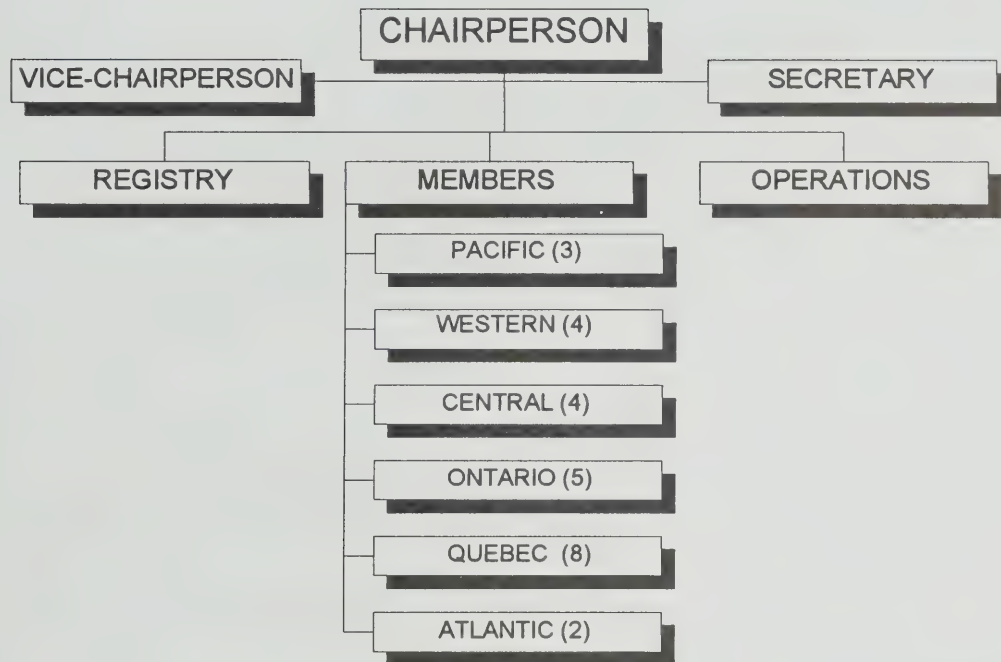 CHAIRPERSON
VICE-CHAIRPERSON
SECRETARY
REGISTRY
MEMBERS
OPERATIONS
PACIFIC (3)
WESTERN (4)
CENTRAL (4)
ONTARIO (5)
QUEBEC (8)
ATLANTIC (2)